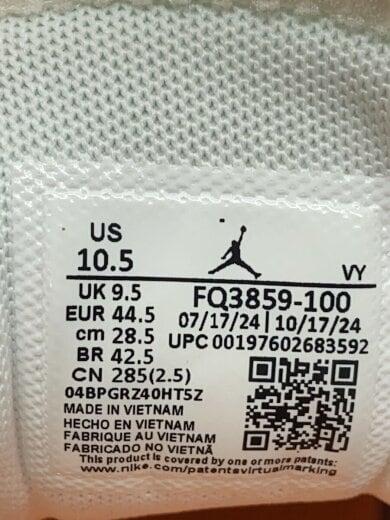 US
10.5
VY
UK 9.5
EUR 44.5
cm 28.5
BR 42.5
CN 285(2.5)
FQ3859-100
07/17/24 | 10/17/24
UPC 00197602683592
04BPGRZ40HT5Z
MADE IN VIETNAM
HECHO EN VIETNAM
FABRIQUE AU VIETNAM
FABRICADO NO VIETNÃ
This product is covered by one or more patents:
www.nike.com/patentsvirtualmarking